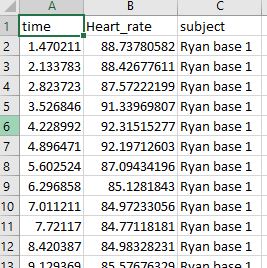 A B C
1 time Heart_rate subject
2 1.470211 88.73780582 Ryan base 1
3 2.133783 88.42677611 Ryan base 1
4 2.823723 87.57222199 Ryan base 1
5 3.526846 91.33969807 Ryan base 1
6 4.228992 92.31515277 Ryan base 1
7 4.896471 92.19712603 Ryan base 1
8 5.602524 87.09434196 Ryan base 1
9 6.296858 85.1281843 Ryan base 1
10 7.011211 84.97233056 Ryan base 1
11 7.72117 84.77118181 Ryan base 1
12 8.420387 84.98328231 Ryan base 1
13 9.129369 85.57676329 Ryan base 1